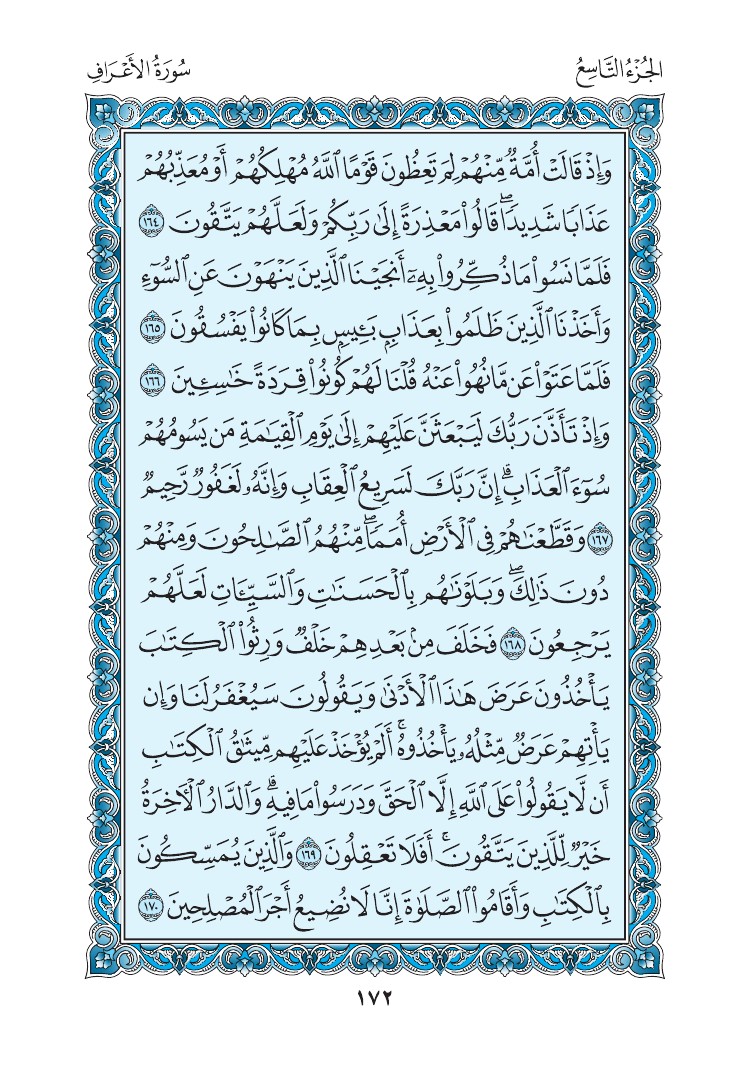 الجُزْءُ التَّاسِعُ
سُورَةُ الأَعْرَافِ
وَإِذْ قَالَتْ أُمَّةٌ مِّنْهُمْ لِمَ تَعِظُونَ قَوْمًا ٱللَّهُ مُهْلِكُهُمْ أَوْ مُعَذِّبُهُمْ
عَذَابًا شَدِيدًا ۖ قَالُوا۟ مَعْذِرَةً إِلَىٰ رَبِّكُمْ وَلَعَلَّهُمْ يَتَّقُونَ ١٦٤
فَلَمَّا نَسُوا۟ مَا ذُكِّرُوا۟ بِهِۦٓ أَنجَيْنَا ٱلَّذِينَ يَنْهَوْنَ عَنِ ٱلسُّوٓءِ
وَأَخَذْنَا ٱلَّذِينَ ظَلَمُوا۟ بِعَذَابٍۭ بَـِٔيسٍۭ بِمَا كَانُوا۟ يَفْسُقُونَ ١٦٥
فَلَمَّا عَتَوْا۟ عَن مَّا نُهُوا۟ عَنْهُ قُلْنَا لَهُمْ كُونُوا۟ قِرَدَةً خَـٰسِـِٔينَ ١٦٦
وَإِذْ تَأَذَّنَ رَبُّكَ لَيَبْعَثَنَّ عَلَيْهِمْ إِلَىٰ يَوْمِ ٱلْقِيَـٰمَةِ مَن يَسُومُهُمْ
سُوٓءَ ٱلْعَذَابِ ۗ إِنَّ رَبَّكَ لَسَرِيعُ ٱلْعِقَابِ وَإِنَّهُۥ لَغَفُورٌ رَّحِيمٌ
١٦٧ وَقَطَّعْنَـٰهُمْ فِى ٱلْأَرْضِ أُمَمًا ۖ مِّنْهُمُ ٱلصَّـٰلِحُونَ وَمِنْهُمْ
دُونَ ذَٰلِكَ ۖ وَبَلَوْنَـٰهُم بِٱلْحَسَنَـٰتِ وَٱلسَّيِّـَٔاتِ لَعَلَّهُمْ
يَرْجِعُونَ ١٦٨ فَخَلَفَ مِنۢ بَعْدِهِمْ خَلْفٌ وَرِثُوا۟ ٱلْكِتَـٰبَ
يَأْخُذُونَ عَرَضَ هَـٰذَا ٱلْأَدْنَىٰ وَيَقُولُونَ سَيُغْفَرُ لَنَا وَإِن
يَأْتِهِمْ عَرَضٌ مِّثْلُهُۥ يَأْخُذُوهُ ۚ أَلَمْ يُؤْخَذْ عَلَيْهِم مِّيثَـٰقُ ٱلْكِتَـٰبِ
أَن لَّا يَقُولُوا۟ عَلَى ٱللَّهِ إِلَّا ٱلْحَقَّ وَدَرَسُوا۟ مَا فِيهِ ۗ وَٱلدَّارُ ٱلْـَٔاخِرَةُ
خَيْرٌ لِّلَّذِينَ يَتَّقُونَ ۗ أَفَلَا تَعْقِلُونَ ١٦٩ وَٱلَّذِينَ يُمَسِّكُونَ
بِٱلْكِتَـٰبِ وَأَقَامُوا۟ ٱلصَّلَوٰةَ إِنَّا لَا نُضِيعُ أَجْرَ ٱلْمُصْلِحِينَ ١٧٠
١٧٢